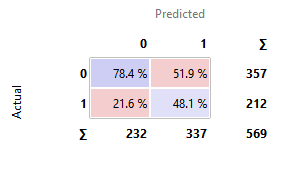 Predicted
0 1 Σ
0 78.4 % 51.9 % 357
Actual
1 21.6 % 48.1 % 212
Σ 232 337 569